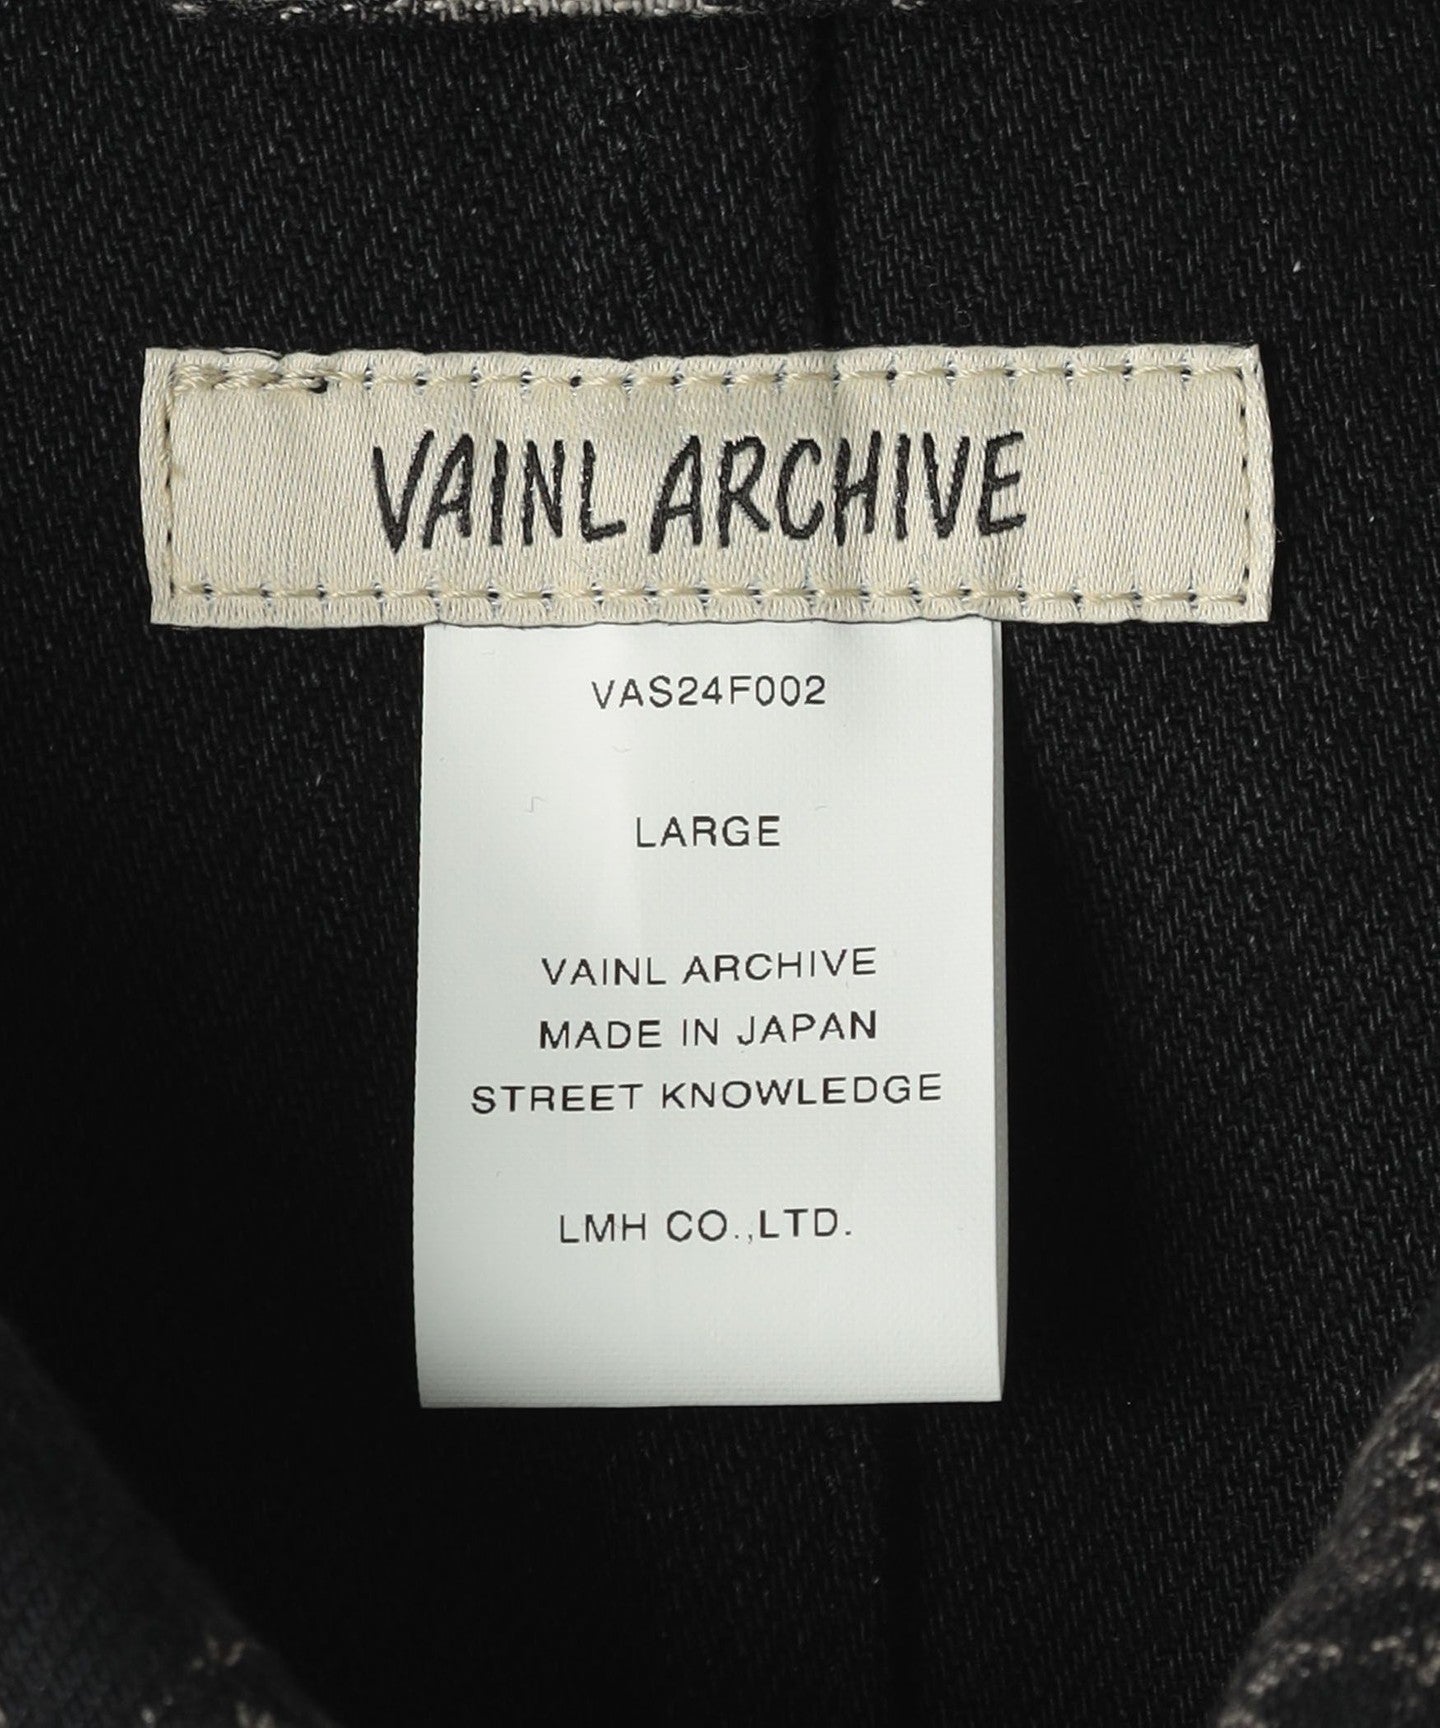 VAINL ARCHIVE
VAS24F002
LARGE
VAINL ARCHIVE
MADE IN JAPAN
STREET KNOWLEDGE
LMH CO.,LTD.